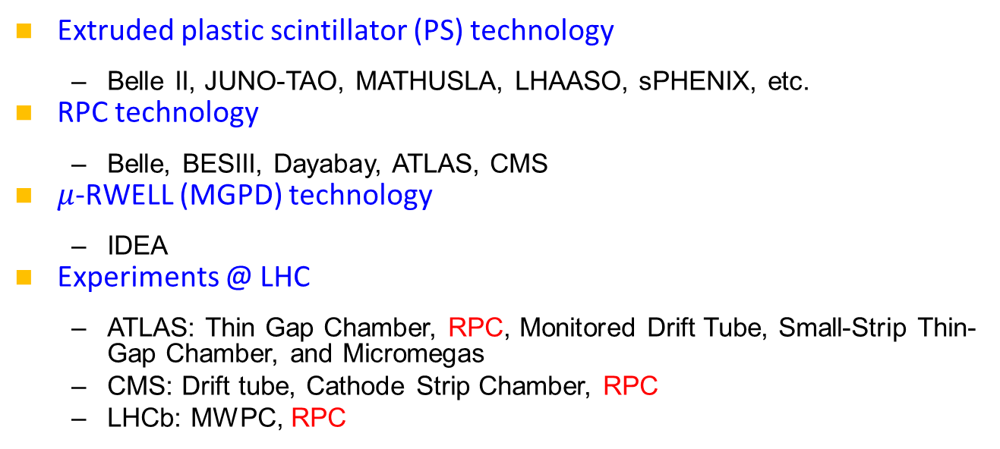 Extruded plastic scintillator (PS) technology
– Belle II, JUNO-TAO, MATHUSLA, LHAASO, sPHENIX, etc.
RPC technology
– Belle, BESIII, Dayabay, ATLAS, CMS
μ-RWELL (MGPD) technology
– IDEA
Experiments @ LHC
– ATLAS: Thin Gap Chamber, RPC, Monitored Drift Tube, Small-Strip Thin-
Gap Chamber, and Micromegas
– CMS: Drift tube, Cathode Strip Chamber, RPC
– LHCb: MWPC, RPC